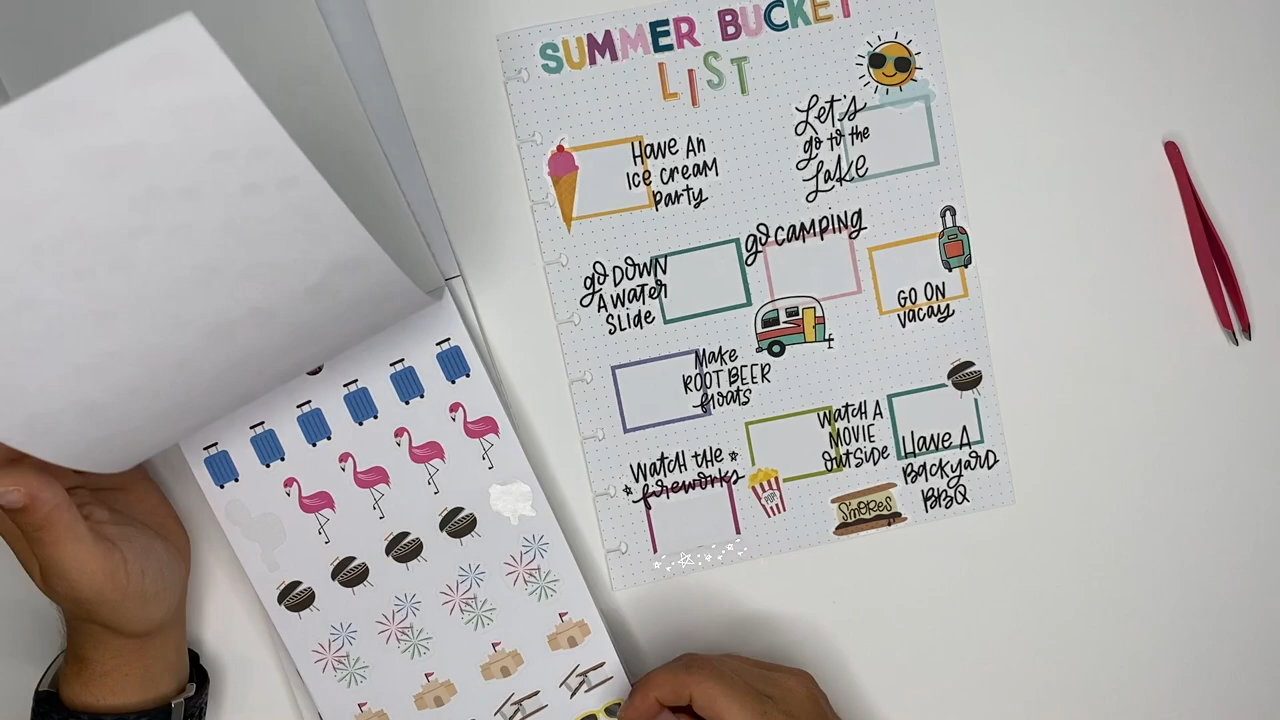 SUMMER BUCKET
LIST
Have An
Ice cream
party
Let's
go to the
Lake
go DOWN
A water
SLide
go CAMPING
GO ON
vacay
Make
ROOT BEER
floats
Watch the
fireworks
Watch A
MOVIE
outside
Have A
Backyard
BBQ
POP!
S'mores